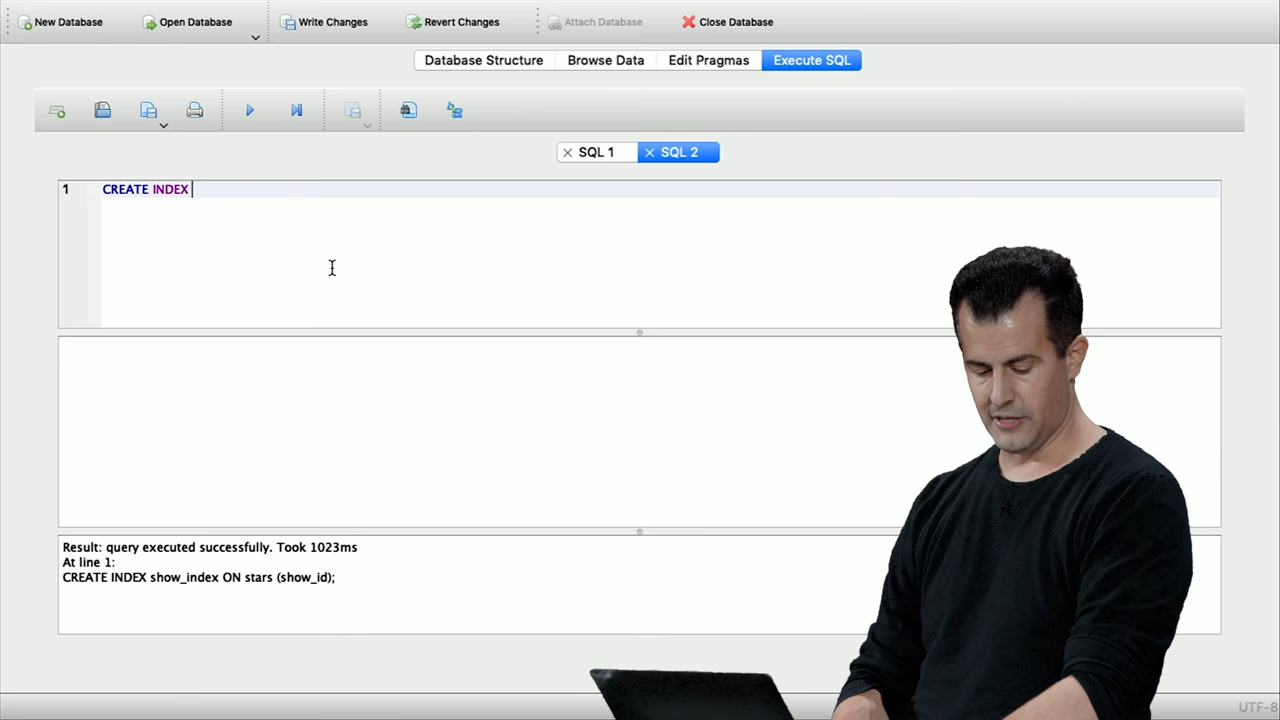 New Database Open Database Write Changes Revert Changes Attach Database Close Database
Database Structure Browse Data Edit Pragmas Execute SQL
SQL 1 SQL 2
1 CREATE INDEX
Result: query executed successfully. Took 1023ms
At line 1:
CREATE INDEX show_index ON stars (show_id);
UTF-8